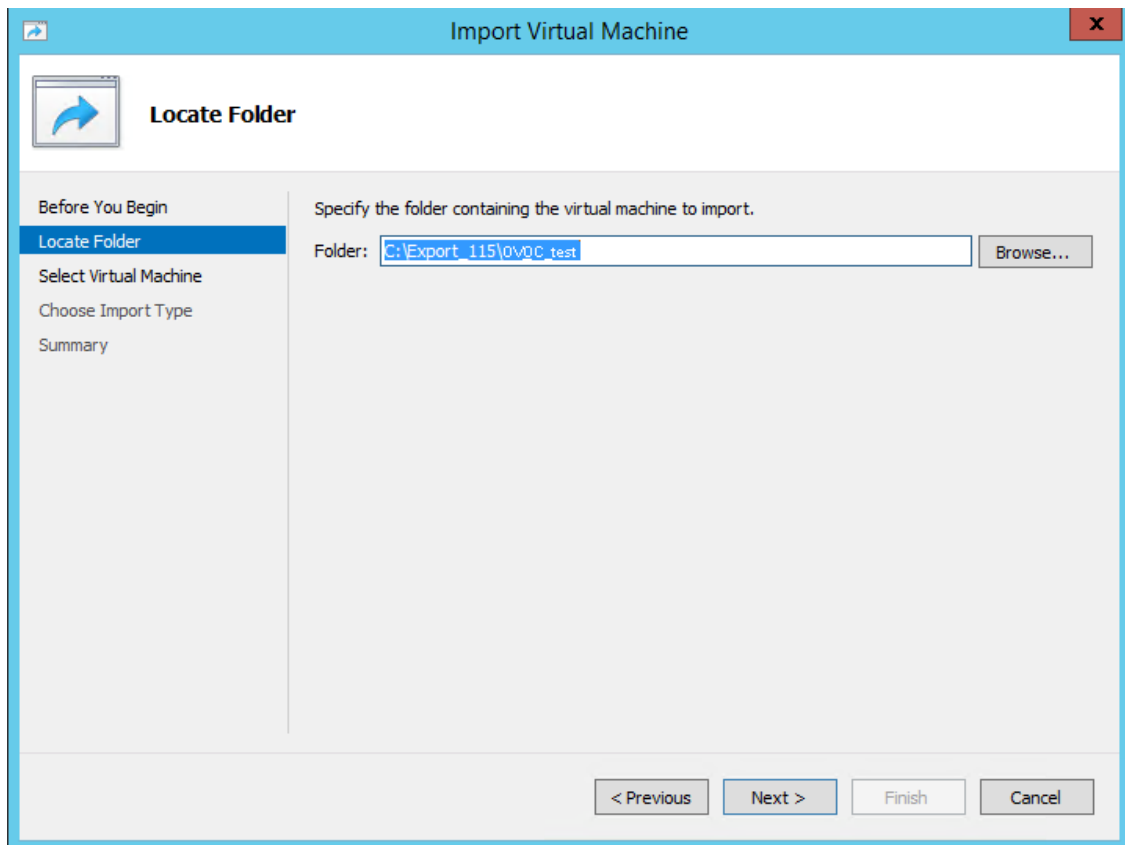 Import Virtual Machine
x
Locate Folder
Before You Begin
Locate Folder
Select Virtual Machine
Choose Import Type
Summary
Specify the folder containing the virtual machine to import.
Folder: C:\Export_115\OVOC_test Browse...
< Previous Next > Finish Cancel